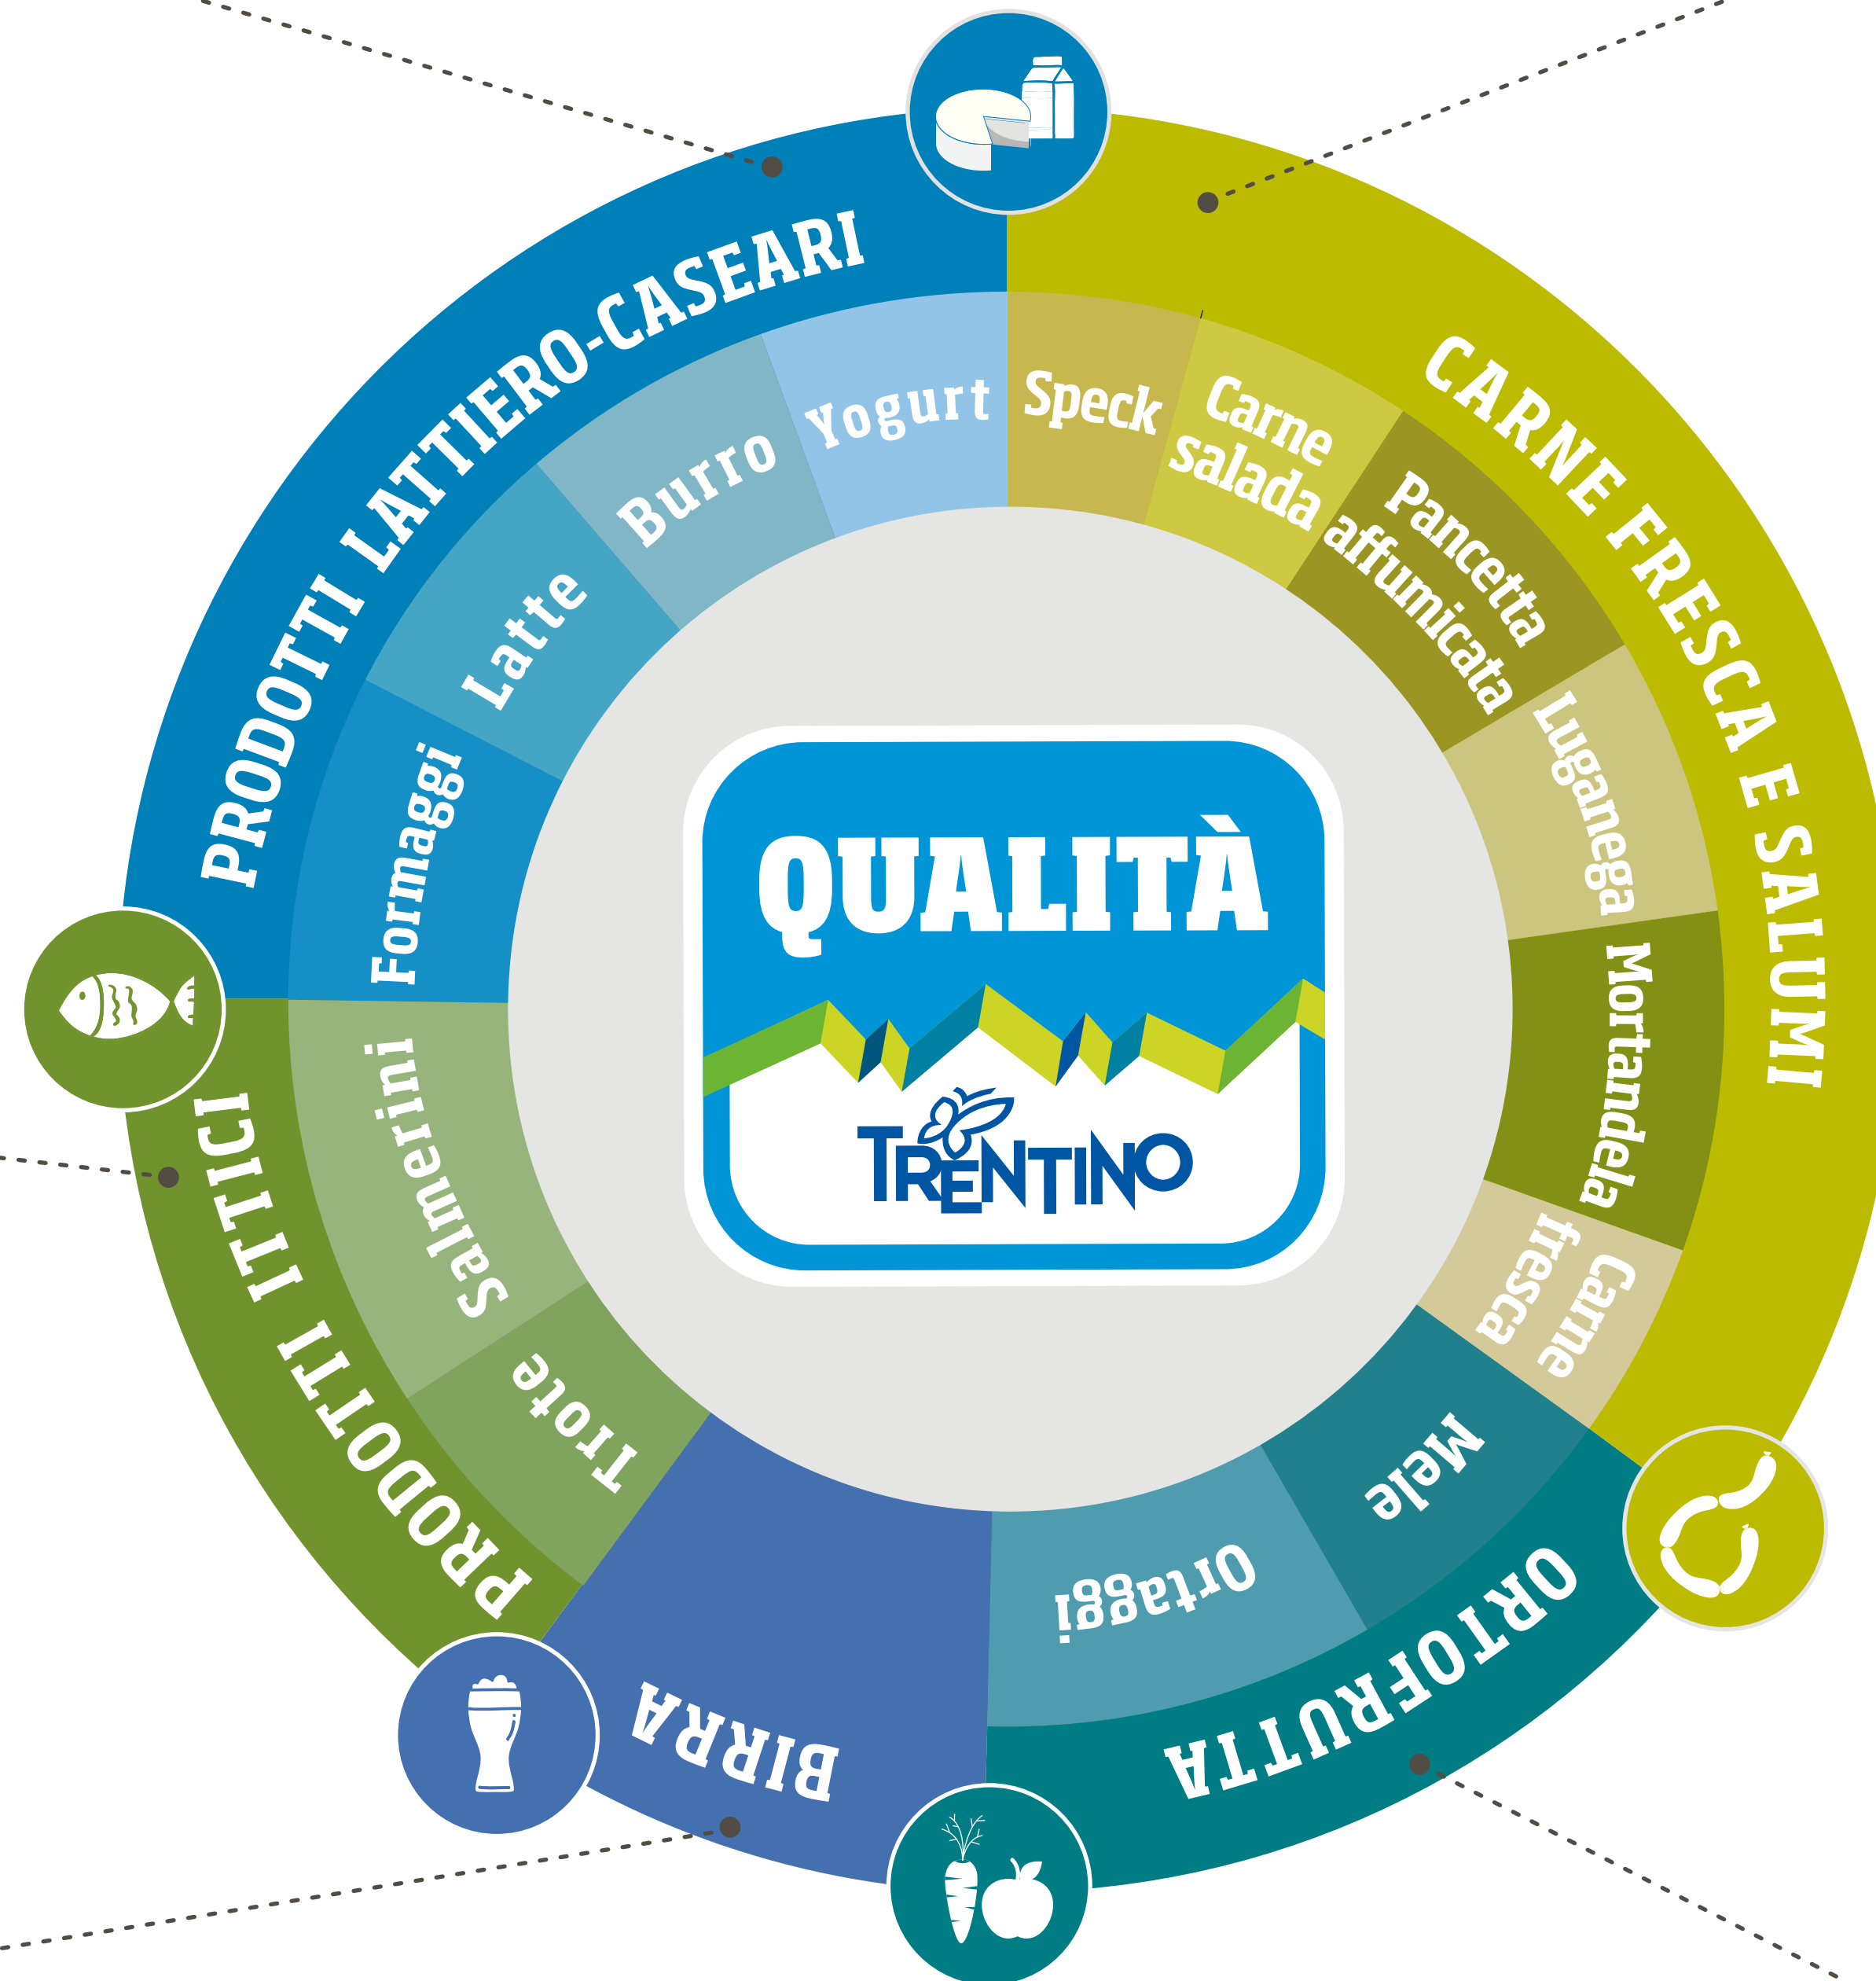 PRODOTTI LATTIERO-CASEARI
Formaggi
Latte
Burro
Yogurt
CARNE FRESCA E SALUMI
Speck
Carne
salada
Pancetta
affumicata
Luganega
Mortandela
Carne
fresca
ORTOFRUTTA
Mele
Ortaggi
BIRRA
PRODOTTI ITTICI
Trote
Salmerini
QUALITÀ
TRENTINO